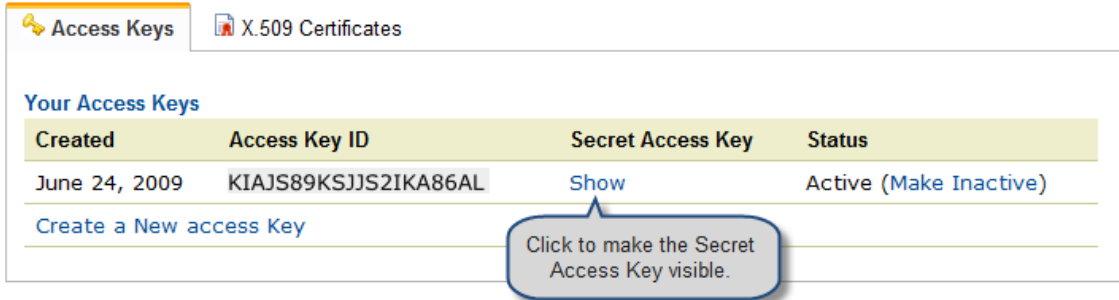 Access Keys X.509 Certificates
Your Access Keys
Created Access Key ID Secret Access Key Status
June 24, 2009 KIAJS89KSJJS2IKA86AL Show Active (Make Inactive)
Create a New access Key
Click to make the Secret
Access Key visible.